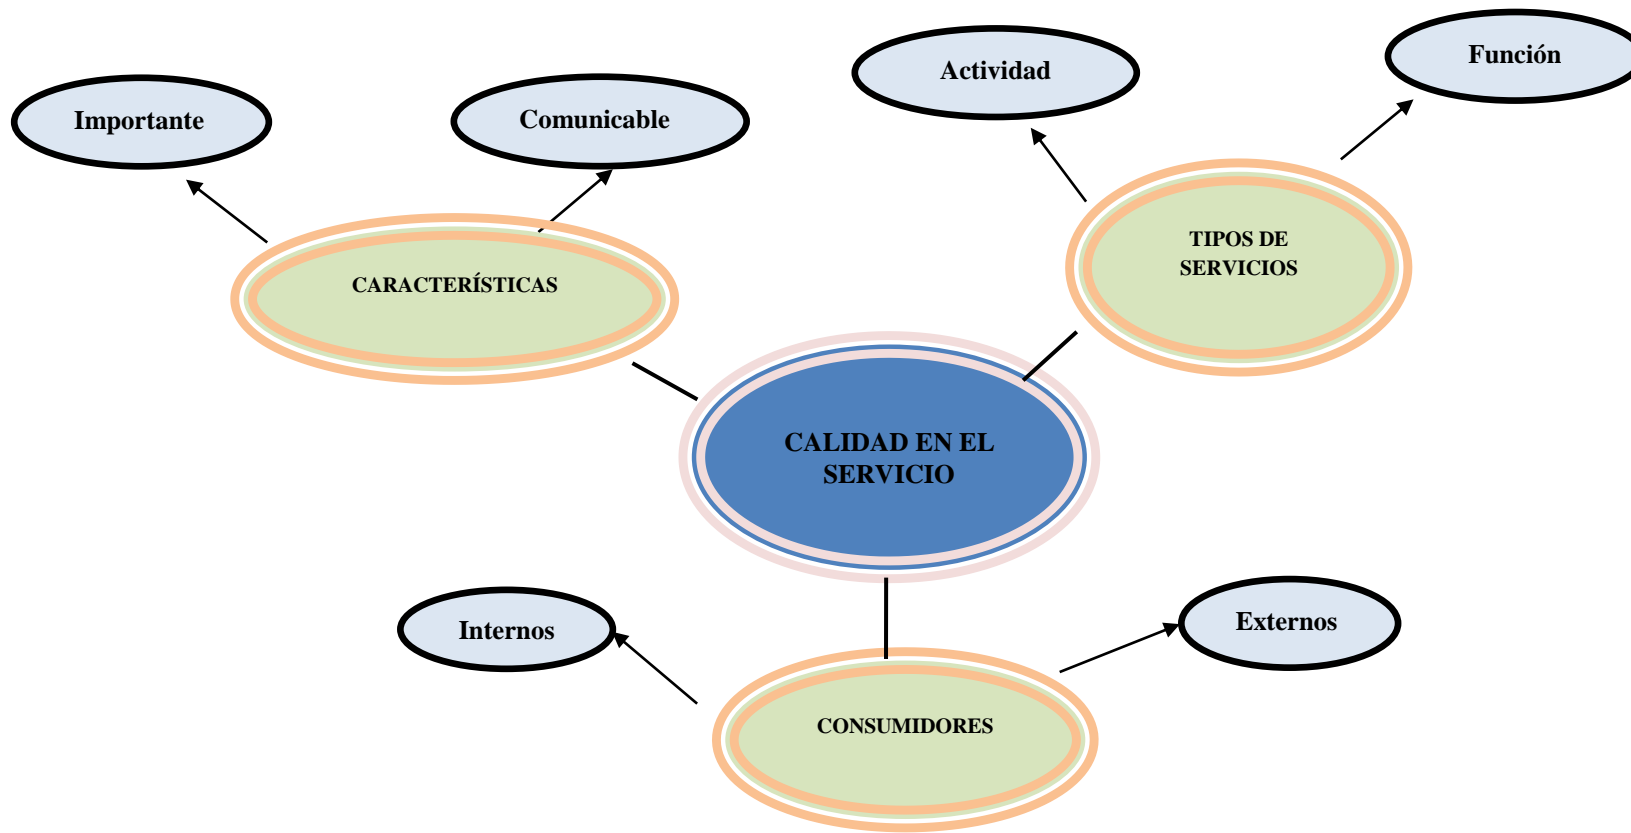 Función
Actividad
Importante
Comunicable
TIPOS DE
SERVICIOS
CARACTERÍSTICAS
CALIDAD EN EL
SERVICIO
Internos
Externos
CONSUMIDORES